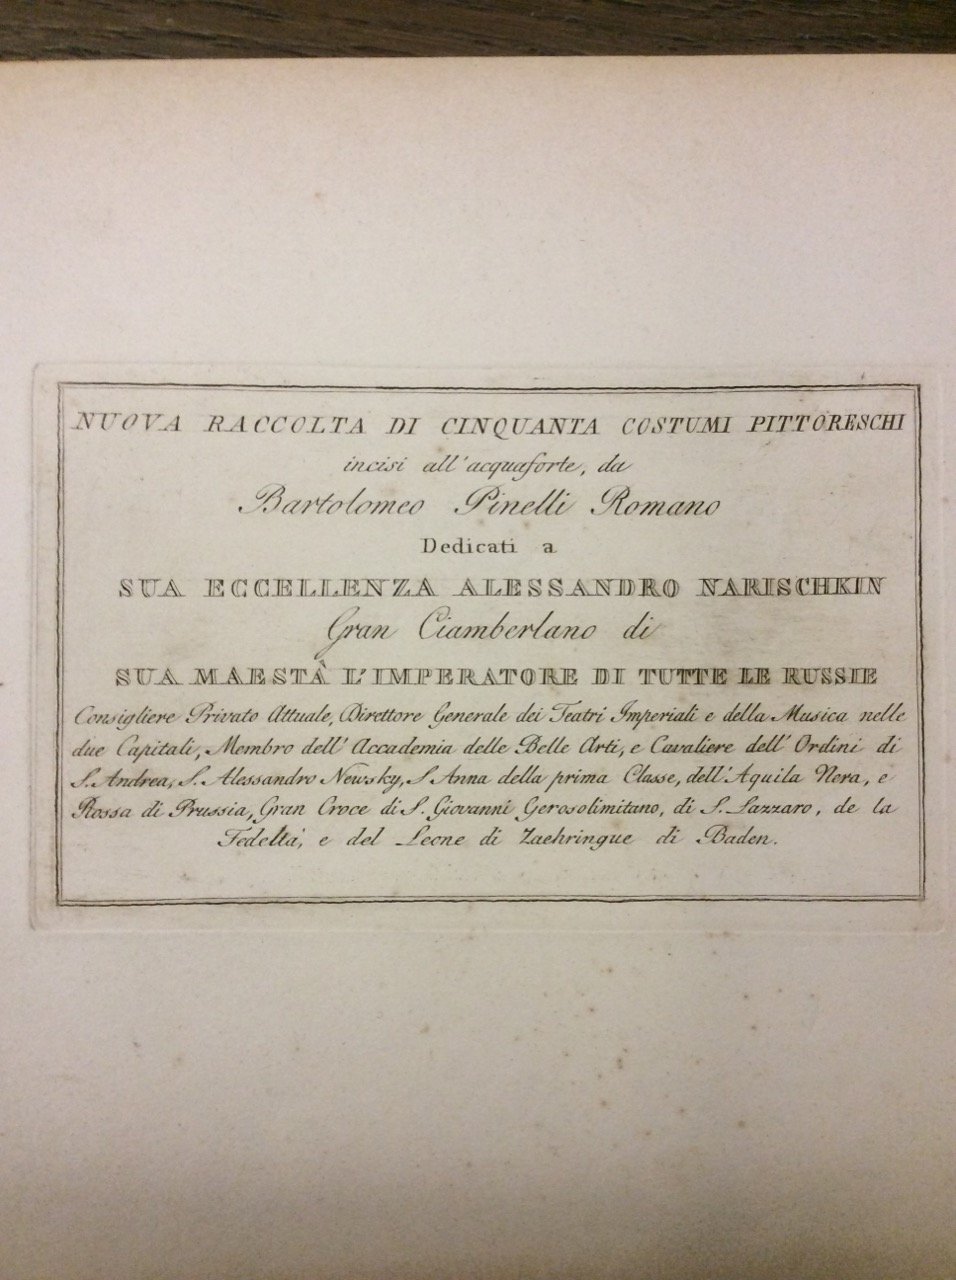 NUOVA RACCOLTA DI CINQUANTA COSTUMI PITTORESCHI
incisi all'acquaforte, da
Bartolomeo Pinelli Romano
Dedicati a
SUA ECCELLENZA ALESSANDRO NARISCHKIN
Gran Ciamberlano di
SUA MAESTÀ L'IMPERATORE DI TUTTE LE RUSSIE
Consigliere Privato Attuale, Direttore Generale dei Teatri Imperiali e della Musica nelle
due Capitali, Membro dell' Accademia delle Belle Arti, e Cavaliere dell' Ordini di
S. Andrea, S. Alessandro Newsky, S. Anna della prima Classe, dell'Aquila Nera, e
Rossa di Prussia, Gran Croce di S. Giovanni Gerosolimitano, di S. Lazzaro, de la
Fedeltà, e del Leone di Zaehringue di Baden.